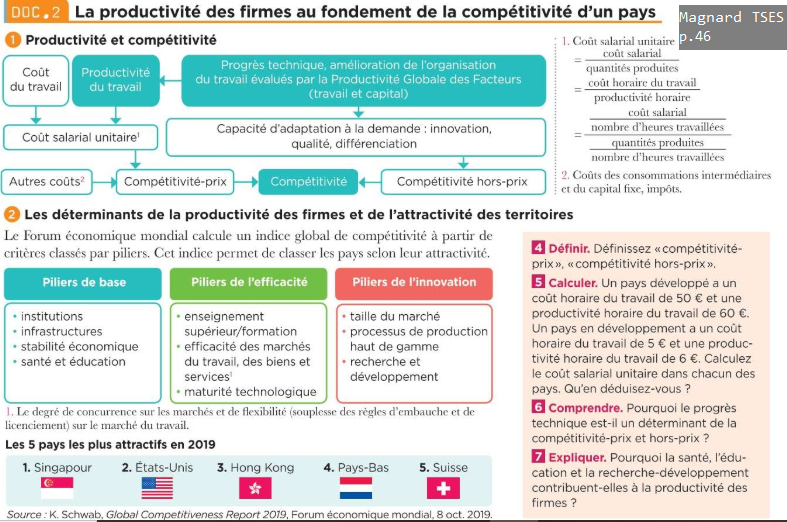 DOC.2 La productivité des firmes au fondement de la compétitivité d'un pays
Magnard TSES
p.46
1 Productivité et compétitivité
Coût
du travail
Productivité
du travail
Progrès technique, amélioration de l'organisation
du travail évalués par la Productivité Globale des Facteurs
(travail et capital)
Coût salarial unitaire¹
Capacité d'adaptation à la demande : innovation,
qualité, différenciation
Autres coûts²
Compétitivité-prix
Compétitivité
Compétitivité hors-prix
1. Coût salarial unitaire
= coût salarial
quantités produites
= coût horaire du travail
productivité horaire
coût salarial
nombre d'heures travaillées
=
quantités produites
nombre d'heures travaillées
2. Coûts des consommations intermédiaires
et du capital fixe, impôts.
2 Les déterminants de la productivité des firmes et de l'attractivité des territoires
Le Forum économique mondial calcule un indice global de compétitivité à partir de
critères classés par piliers. Cet indice permet de classer les pays selon leur attractivité.
Piliers de base
• institutions
• infrastructures
• stabilité économique
• santé et éducation
Piliers de l'efficacité
• enseignement
supérieur/formation
• efficacité des marchés
du travail, des biens et
services¹
• maturité technologique
Piliers de l'innovation
• taille du marché
• processus de production
haut de gamme
• recherche et
développement
1. Le degré de concurrence sur les marchés et de flexibilité (souplesse des règles d'embauche et de
licenciement) sur le marché du travail.
Les 5 pays les plus attractifs en 2019
1. Singapour
2. États-Unis
3. Hong Kong
4. Pays-Bas
5. Suisse
Source : K. Schwab, Global Competitiveness Report 2019, Forum économique mondial, 8 oct. 2019.
4 Définir. Définissez « compétitivité-
prix », « compétitivité hors-prix ».
5 Calculer. Un pays développé a un
coût horaire du travail de 50 € et une
productivité horaire du travail de 60 €.
Un pays en développement a un coût
horaire du travail de 5 € et une produc-
tivité horaire du travail de 6 €. Calculez
le coût salarial unitaire dans chacun des
pays. Qu'en déduisez-vous ?
6 Comprendre. Pourquoi le progrès
technique est-il un déterminant de la
compétitivité-prix et hors-prix ?
7 Expliquer. Pourquoi la santé, l'édu-
cation et la recherche-développement
contribuent-elles à la productivité des
firmes ?